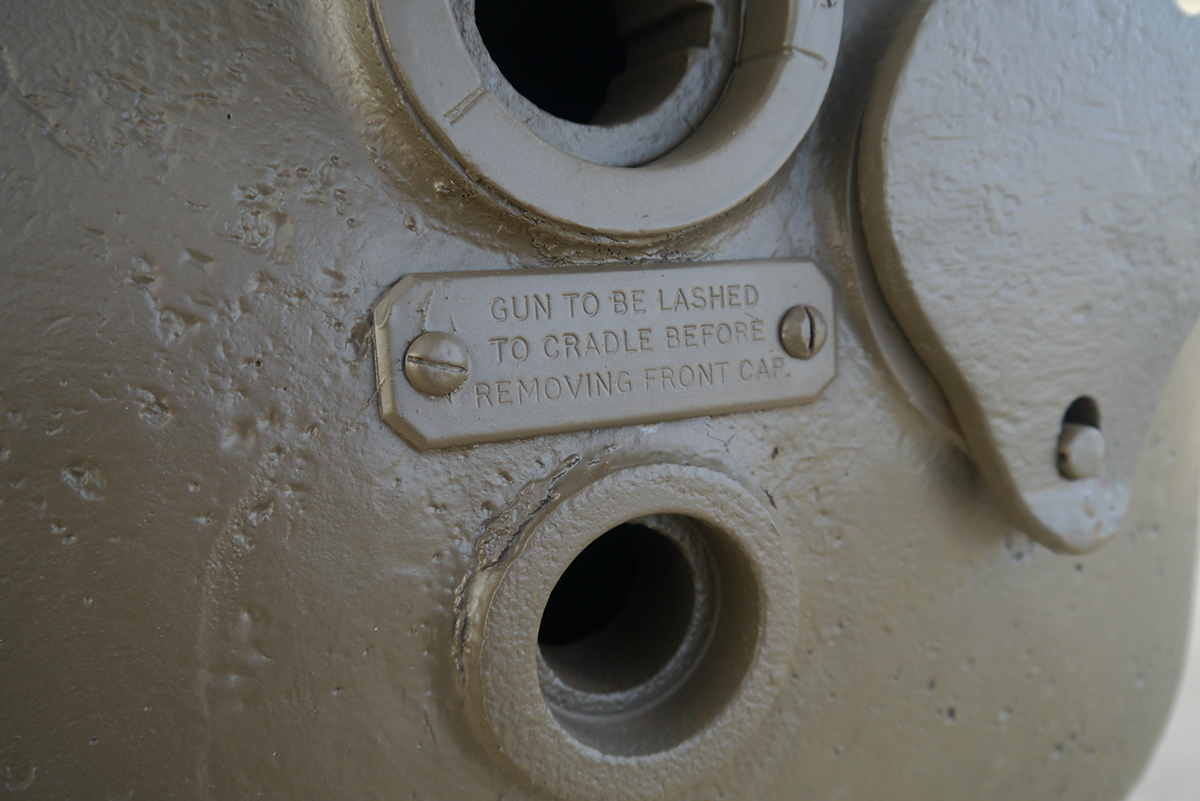 GUN TO BE LASHED
TO CRADLE BEFORE
REMOVING FRONT CAP.